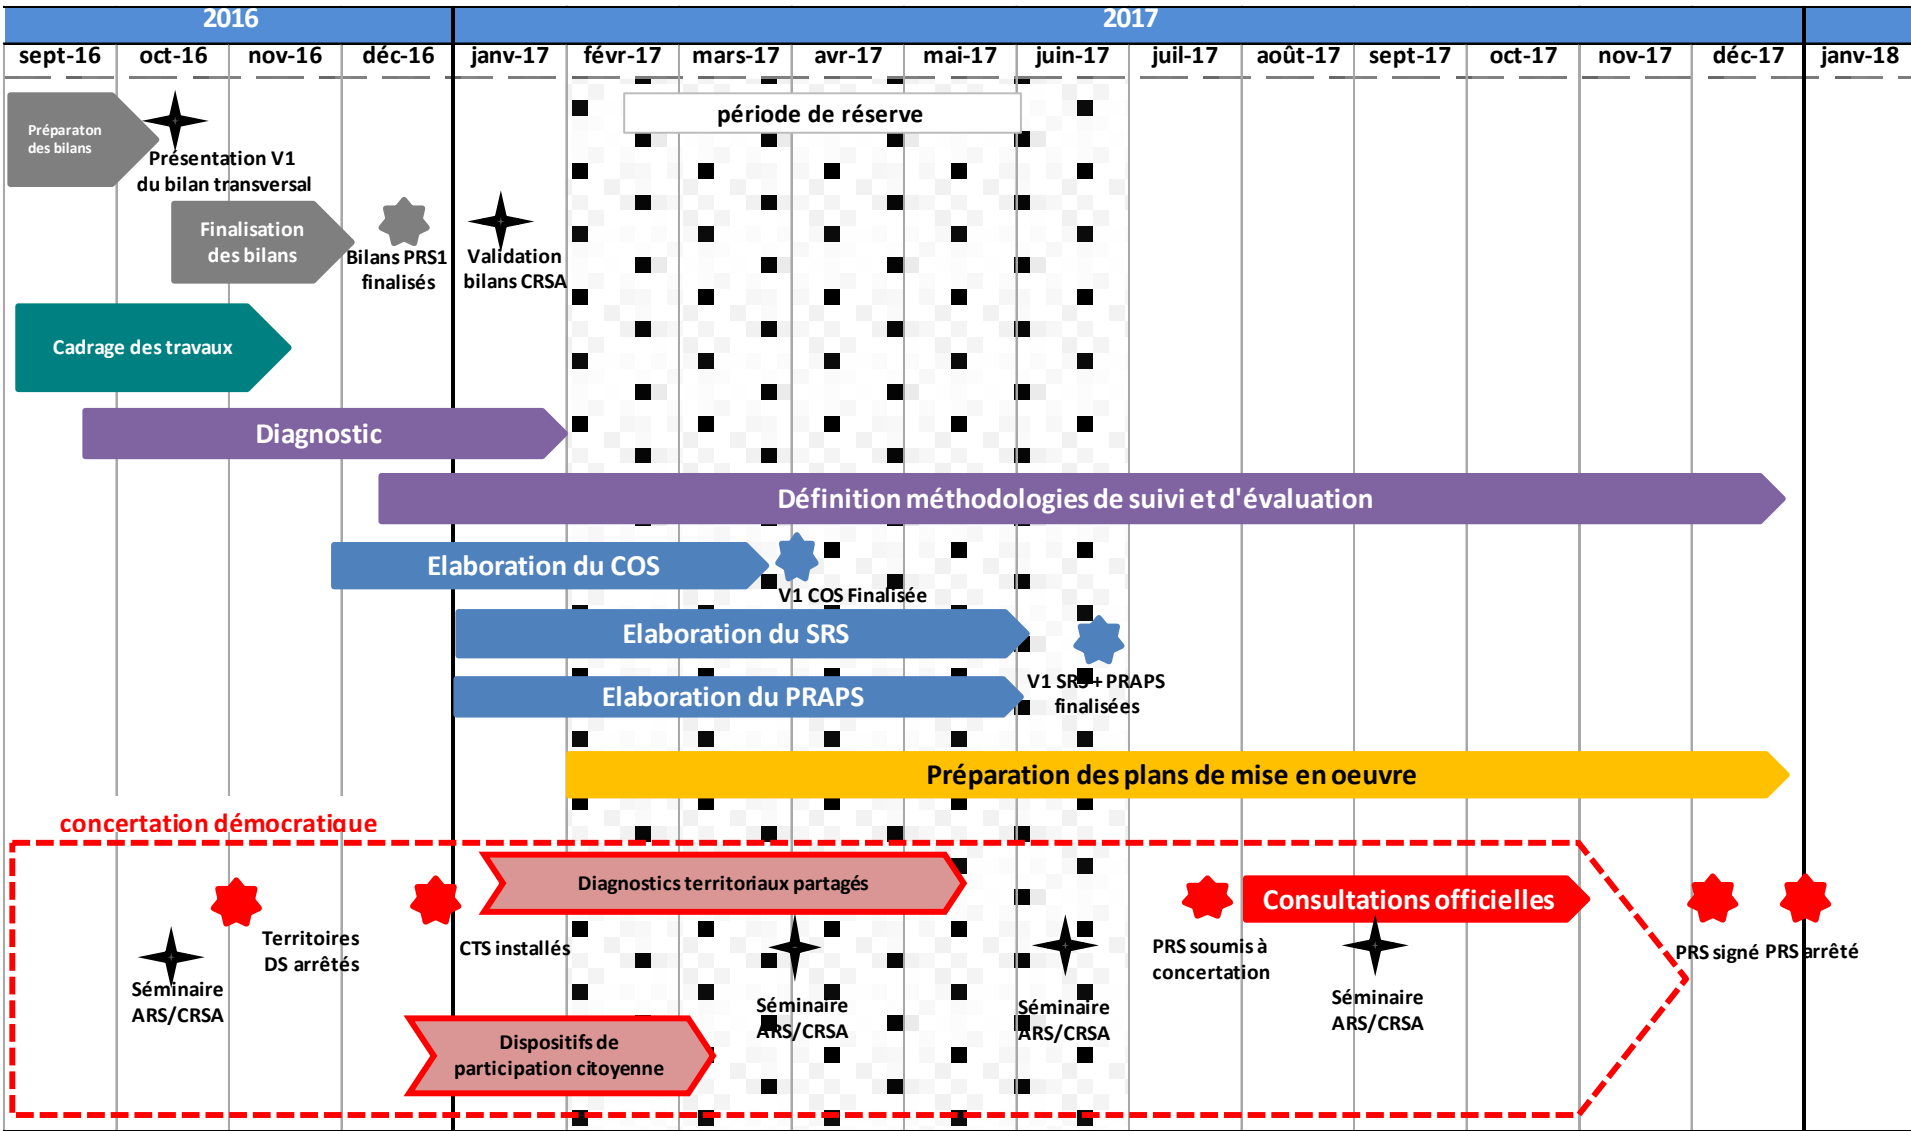 2016
2017
sept-16
oct-16
nov-16
déc-16
janv-17
févr-17
mars-17
avr-17
mai-17
juin-17
juil-17
août-17
sept-17
oct-17
nov-17
déc-17
janv-18
période de réserve
Préparaton
des bilans
Présentation V1
du bilan transversal
Finalisation
des bilans
Bilans PRS1
finalisés
Validation
bilans CRSA
Cadrage des travaux
Diagnostic
Définition méthodologies de suivi et d'évaluation
Elaboration du COS
V1 COS Finalisée
Elaboration du SRS
Elaboration du PRAPS
V1 SRS + PRAPS
finalisées
Préparation des plans de mise en oeuvre
concertation démocratique
Diagnostics territoriaux partagés
Consultations officielles
Territoires
DS arrêtés
CTS installés
PRS soumis à
concertation
PRS signé
PRS arrêté
Séminaire
ARS/CRSA
Séminaire
ARS/CRSA
Séminaire
ARS/CRSA
Séminaire
ARS/CRSA
Dispositifs de
participation citoyenne